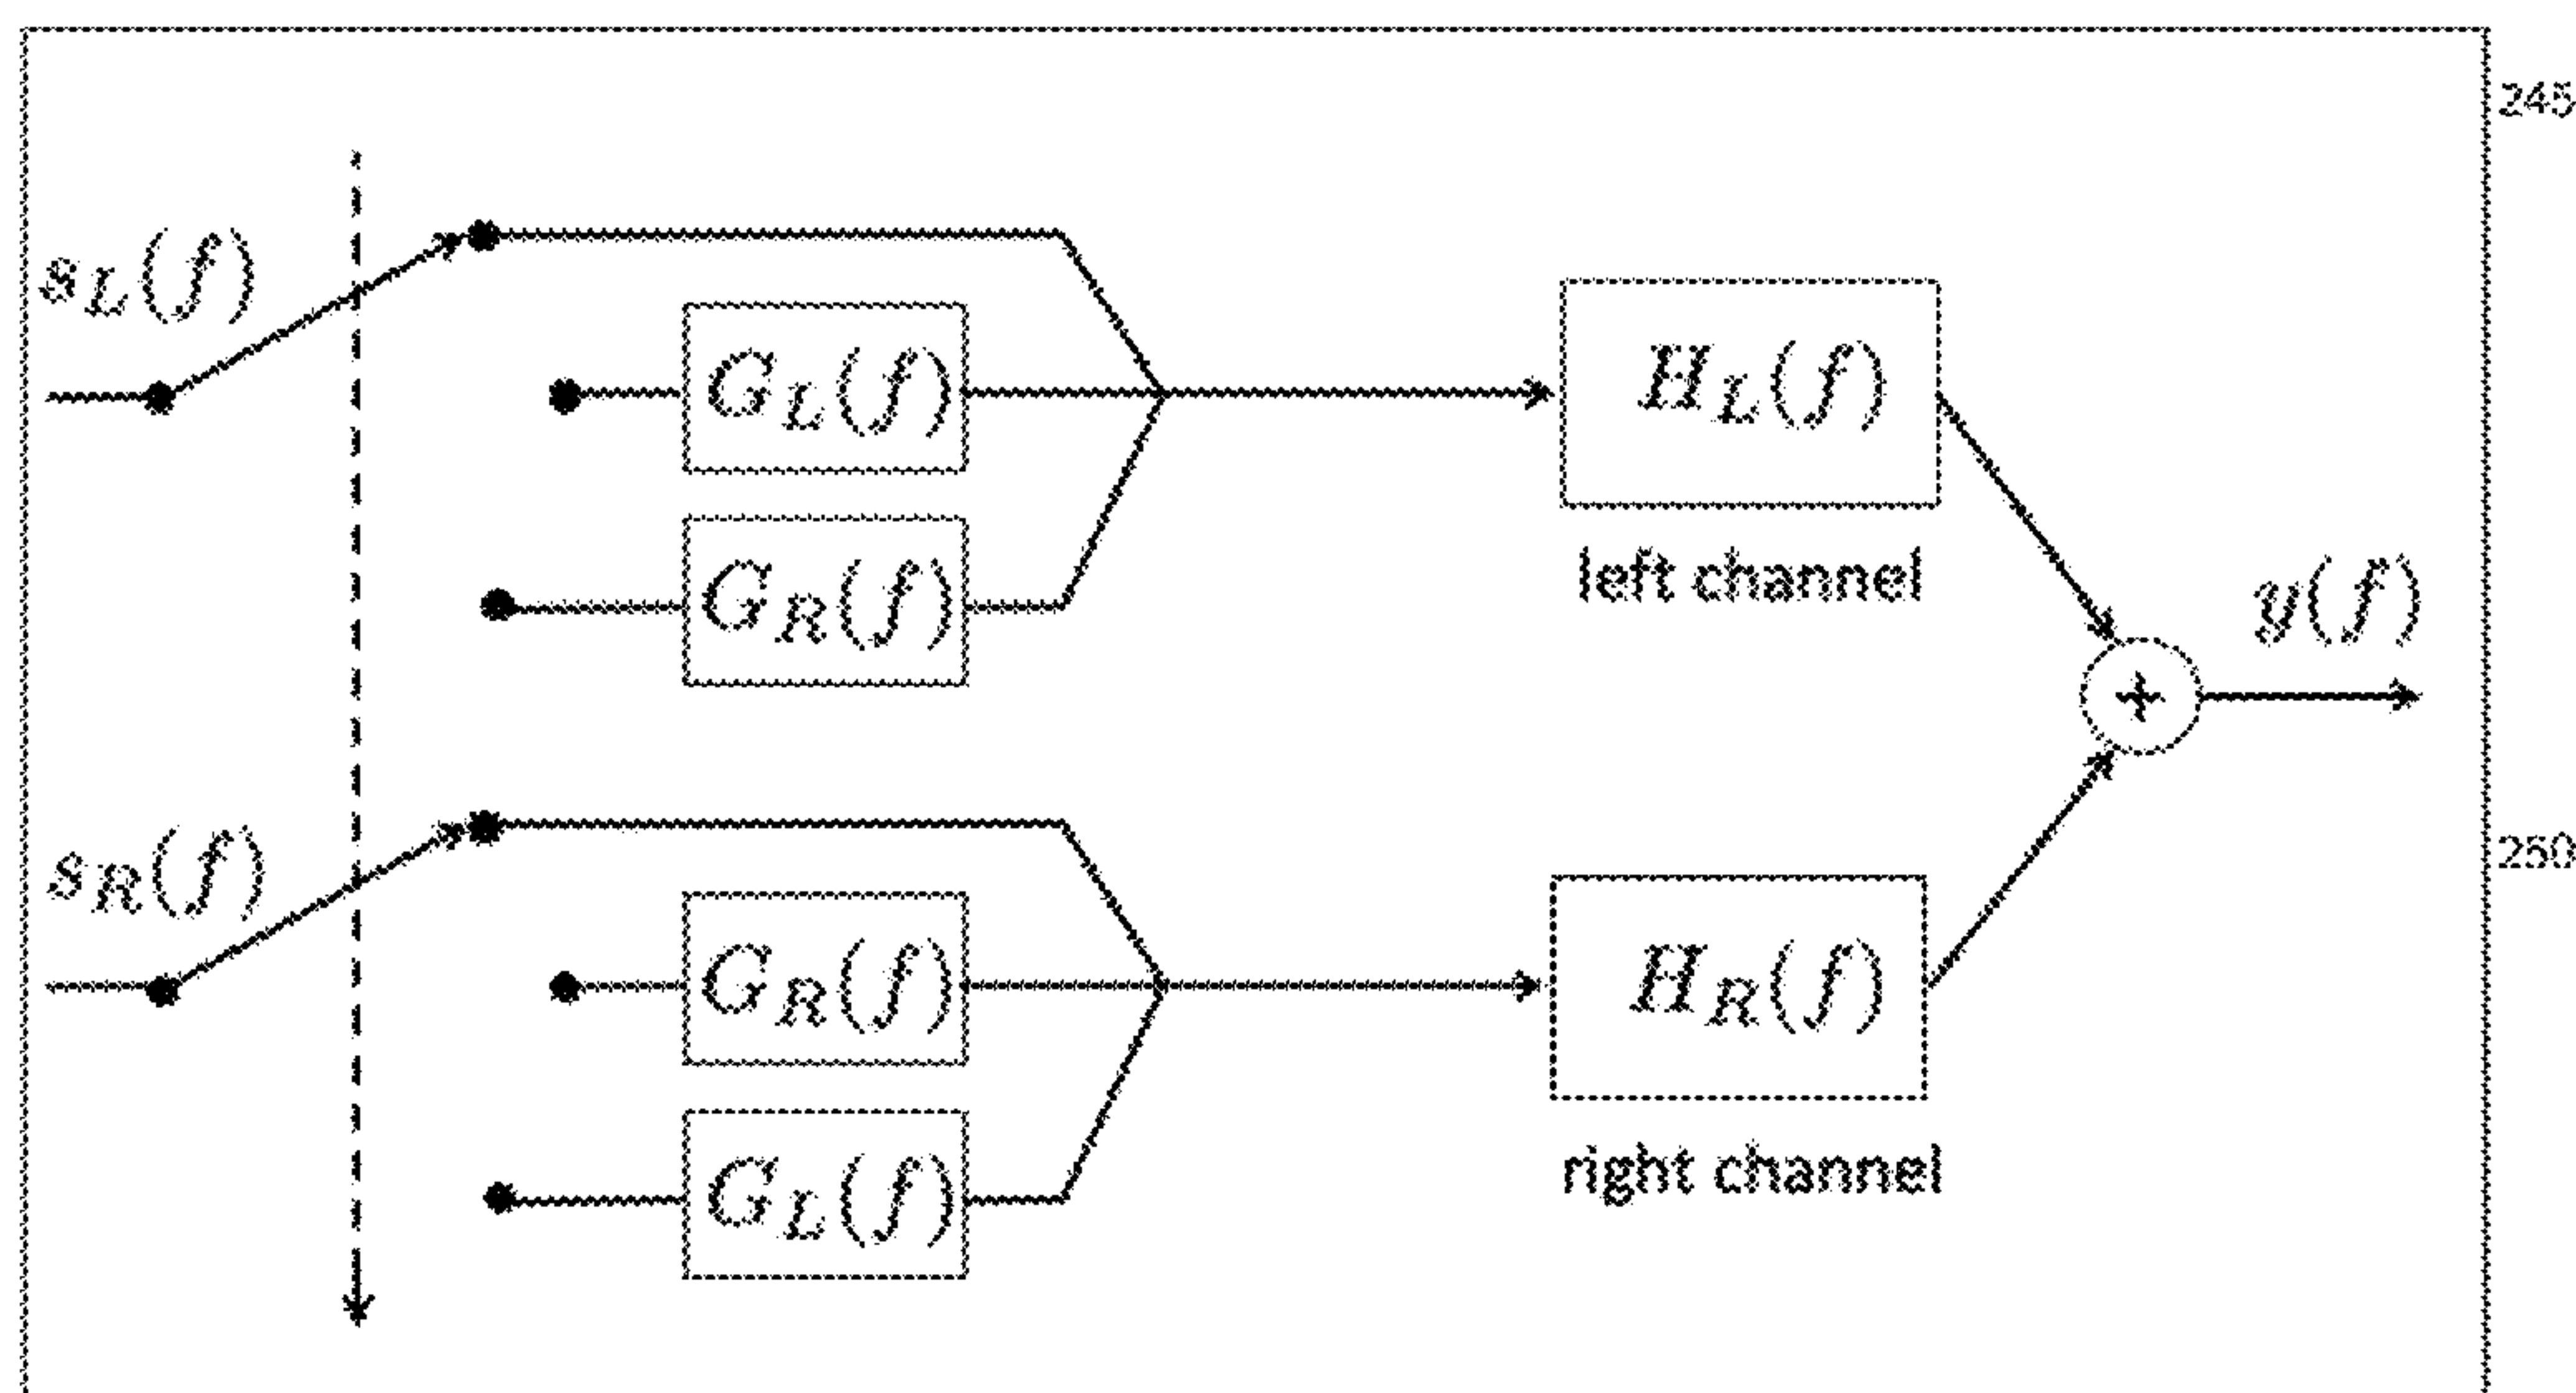 245
s_L(f)
G_L(f)
H_L(f)
G_R(f)
left channel
y(f)
+
s_R(f)
250
G_R(f)
H_R(f)
G_L(f)
right channel